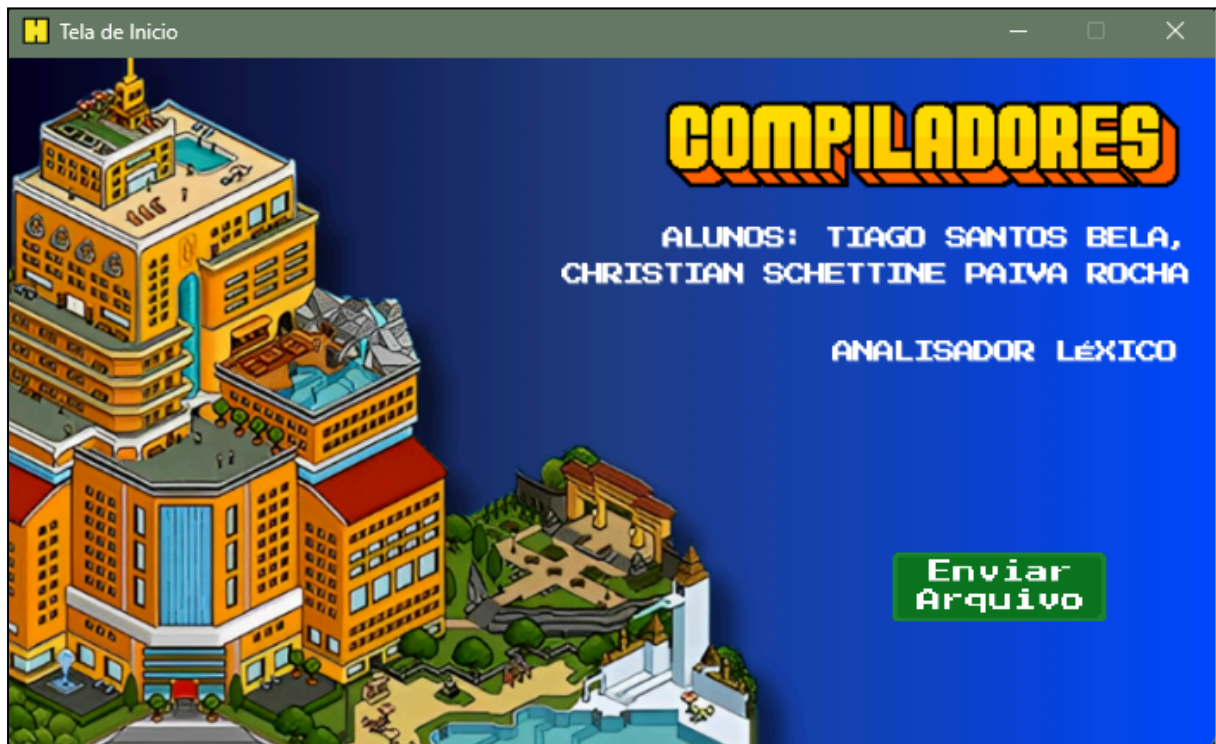 Tela de Inicio
COMPILADORES
ALUNOS: TIAGO SANTOS BELA,
CHRISTIAN SCHETTINE PAIVA ROCHA
ANALISADOR LéXICO
Enviar
Arquivo